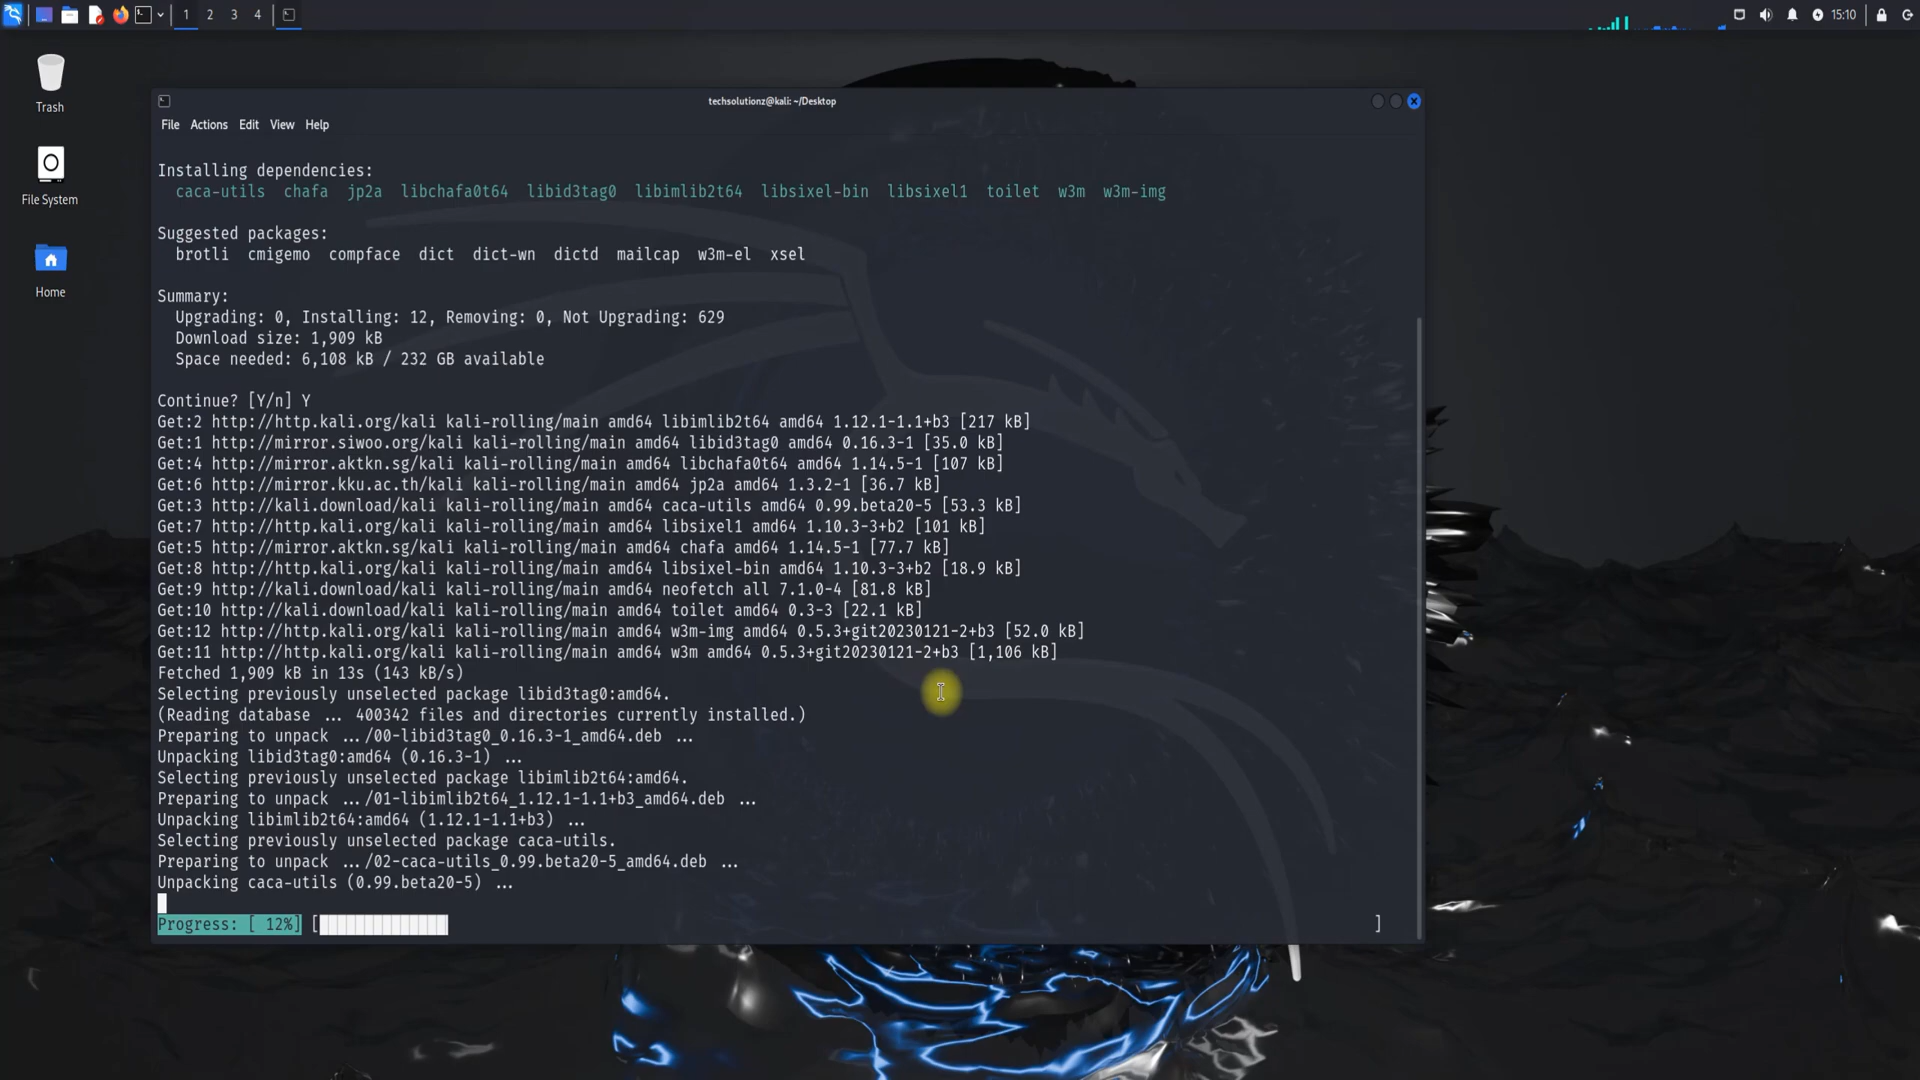 1 2 3 4
15:10
Trash
File System
Home
techsolutionz@kali: ~/Desktop
File Actions Edit View Help
Installing dependencies:
caca-utils chafa jp2a libchafa0t64 libid3tag0 libimlib2t64 libsixel-bin libsixel1 toilet w3m w3m-img
Suggested packages:
brotli cmigemo compface dict dict-wn dictd mailcap w3m-el xsel
Summary:
Upgrading: 0, Installing: 12, Removing: 0, Not Upgrading: 629
Download size: 1,909 kB
Space needed: 6,108 kB / 232 GB available
Continue? [Y/n] Y
Get:2 http://http.kali.org/kali kali-rolling/main amd64 libimlib2t64 amd64 1.12.1-1.1+b3 [217 kB]
Get:1 http://mirror.siwoo.org/kali kali-rolling/main amd64 libid3tag0 amd64 0.16.3-1 [35.0 kB]
Get:4 http://mirror.aktkn.sg/kali kali-rolling/main amd64 libchafa0t64 amd64 1.14.5-1 [107 kB]
Get:6 http://mirror.kku.ac.th/kali kali-rolling/main amd64 jp2a amd64 1.3.2-1 [36.7 kB]
Get:3 http://kali.download/kali kali-rolling/main amd64 caca-utils amd64 0.99.beta20-5 [53.3 kB]
Get:7 http://http.kali.org/kali kali-rolling/main amd64 libsixel1 amd64 1.10.3-3+b2 [101 kB]
Get:5 http://mirror.aktkn.sg/kali kali-rolling/main amd64 chafa amd64 1.14.5-1 [77.7 kB]
Get:8 http://http.kali.org/kali kali-rolling/main amd64 libsixel-bin amd64 1.10.3-3+b2 [18.9 kB]
Get:9 http://kali.download/kali kali-rolling/main amd64 neofetch all 7.1.0-4 [81.8 kB]
Get:10 http://kali.download/kali kali-rolling/main amd64 toilet amd64 0.3-3 [22.1 kB]
Get:12 http://http.kali.org/kali kali-rolling/main amd64 w3m-img amd64 0.5.3+git20230121-2+b3 [52.0 kB]
Get:11 http://http.kali.org/kali kali-rolling/main amd64 w3m amd64 0.5.3+git20230121-2+b3 [1,106 kB]
Fetched 1,909 kB in 13s (143 kB/s)
Selecting previously unselected package libid3tag0:amd64.
(Reading database ... 400342 files and directories currently installed.)
Preparing to unpack .../00-libid3tag0_0.16.3-1_amd64.deb ...
Unpacking libid3tag0:amd64 (0.16.3-1) ...
Selecting previously unselected package libimlib2t64:amd64.
Preparing to unpack .../01-libimlib2t64_1.12.1-1.1+b3_amd64.deb ...
Unpacking libimlib2t64:amd64 (1.12.1-1.1+b3) ...
Selecting previously unselected package caca-utils.
Preparing to unpack .../02-caca-utils_0.99.beta20-5_amd64.deb ...
Unpacking caca-utils (0.99.beta20-5) ...
Progress: [ 12%] [ ]